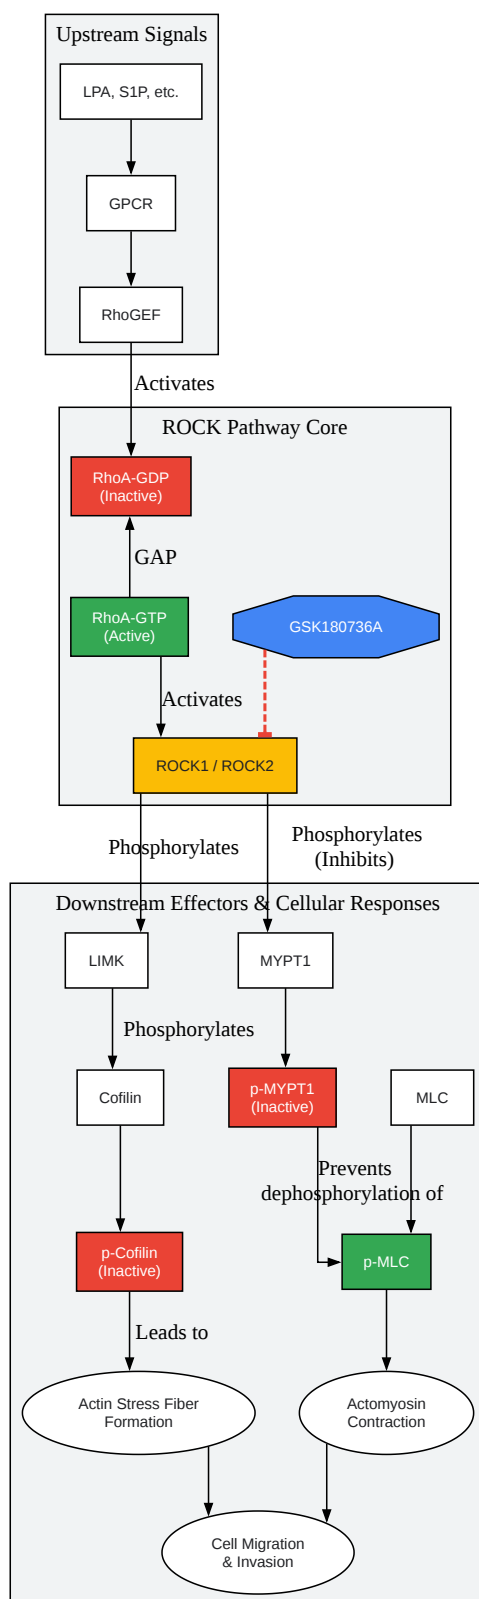 Upstream Signals
LPA, S1P, etc.
GPCR
RhoGEF
Activates
ROCK Pathway Core
RhoA-GDP
(Inactive)
GAP
RhoA-GTP
(Active)
GSK180736A
Activates
ROCK1 / ROCK2
Phosphorylates
Phosphorylates
(Inhibits)
Downstream Effectors & Cellular Responses
LIMK
MYPT1
Phosphorylates
Cofilin
p-MYPT1
(Inactive)
MLC
Prevents
dephosphorylation of
p-Cofilin
(Inactive)
p-MLC
Leads to
Actin Stress Fiber
Formation
Actomyosin
Contraction
Cell Migration
& Invasion